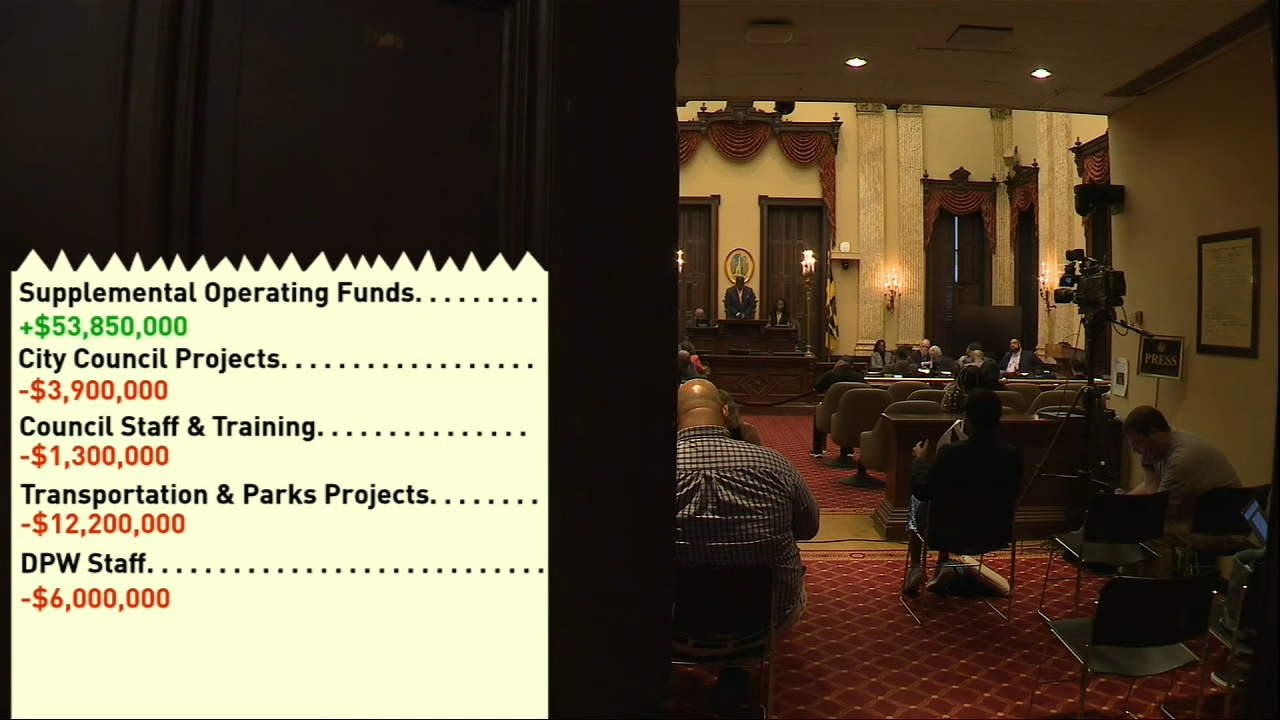 Supplemental Operating Funds.........
+$53,850,000
City Council Projects..................
-$3,900,000
Council Staff & Training...............
-$1,300,000
Transportation & Parks Projects........
-$12,200,000
DPW Staff............................
-$6,000,000
PRESS